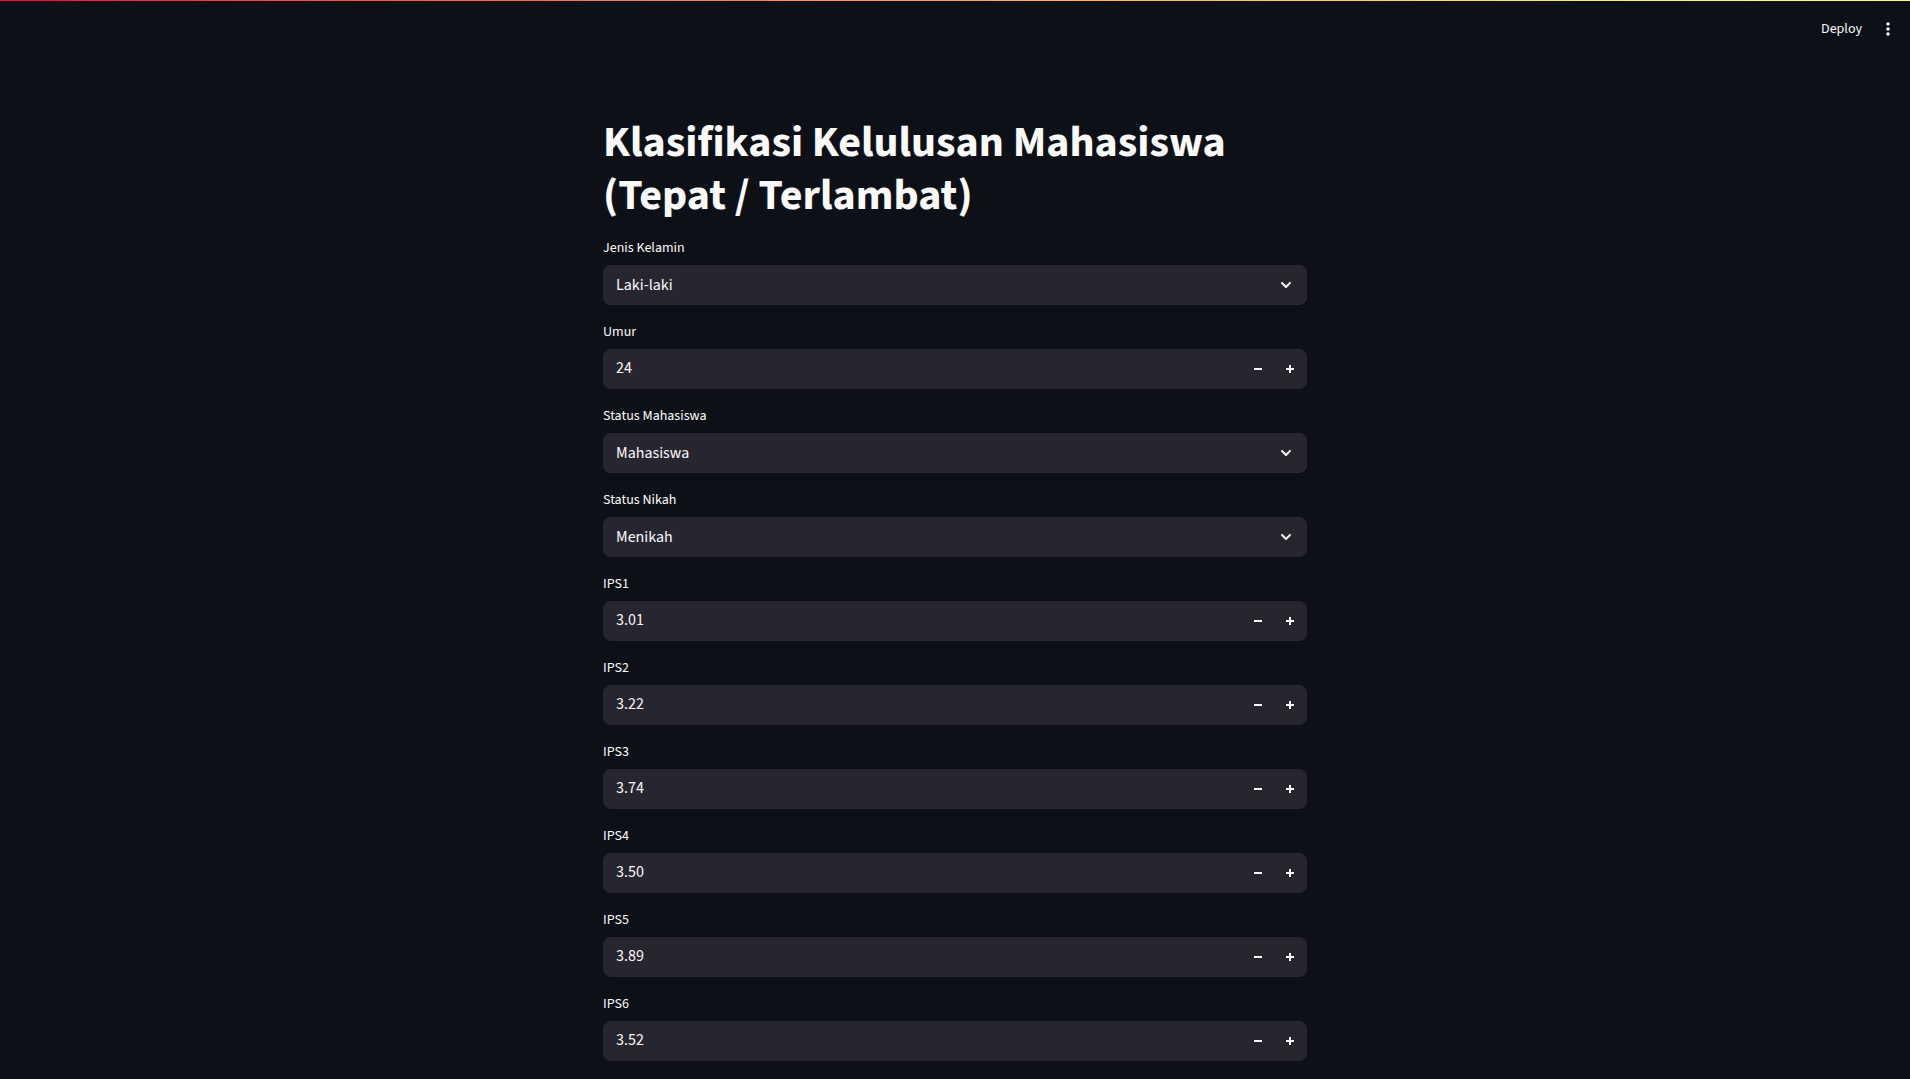 Deploy
Klasifikasi Kelulusan Mahasiswa
(Tepat / Terlambat)
Jenis Kelamin
Laki-laki
Umur
24
Status Mahasiswa
Mahasiswa
Status Nikah
Menikah
IPS1
3.01
IPS2
3.22
IPS3
3.74
IPS4
3.50
IPS5
3.89
IPS6
3.52